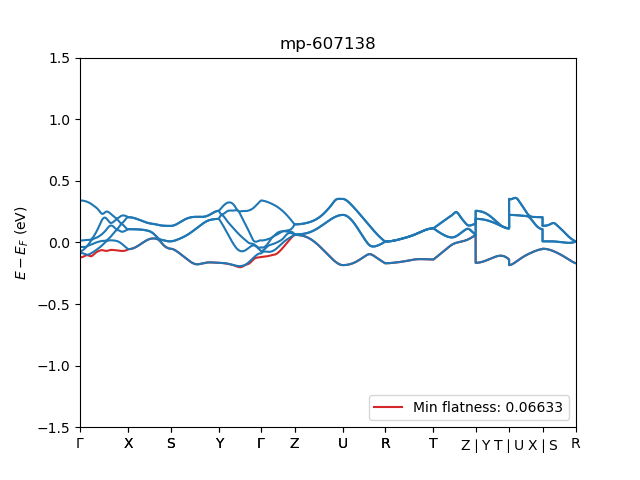 mp-607138
E − E_F (eV)
1.5
1.0
0.5
0.0
−0.5
−1.0
−1.5
Min flatness: 0.06633
Γ X S Y Γ Z U R T Z | Y T | U X | S R